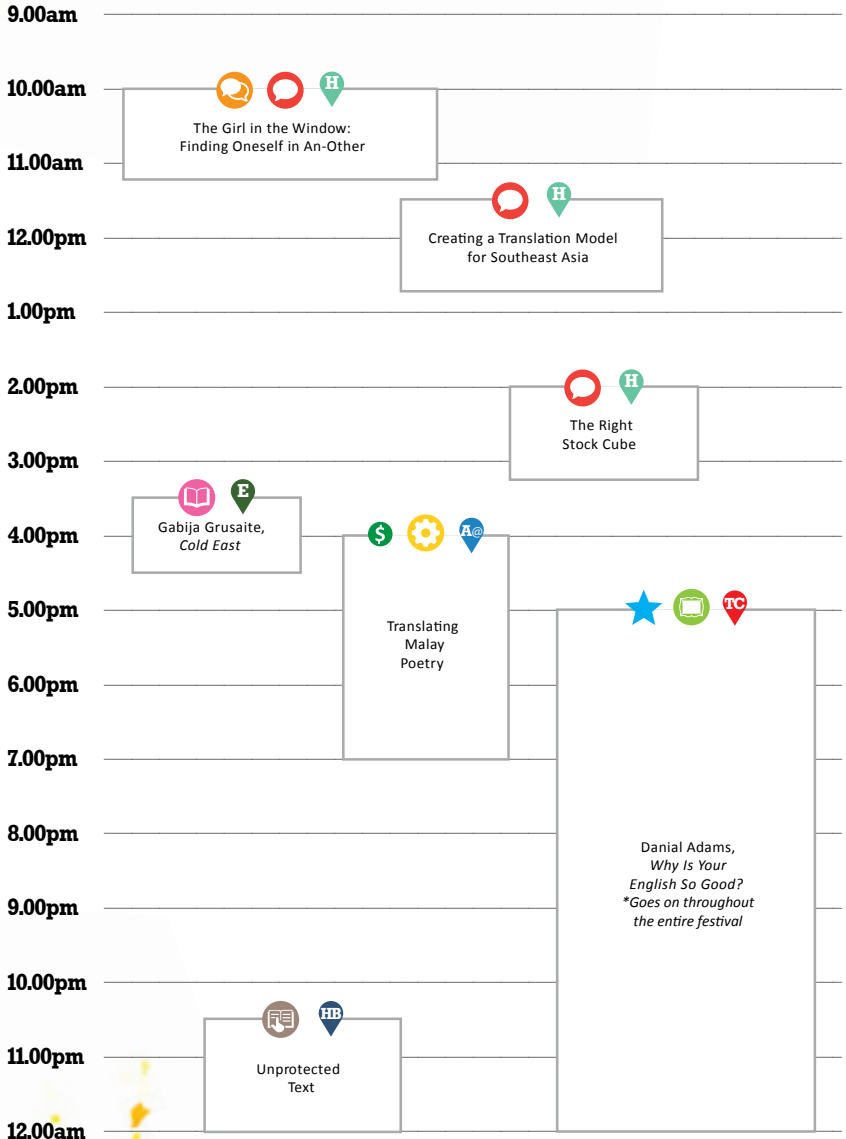 9.00am
10.00am
H
The Girl in the Window:
Finding Oneself in An-Other
11.00am
H
12.00pm
Creating a Translation Model
for Southeast Asia
1.00pm
2.00pm
H
The Right
Stock Cube
3.00pm
E
Gabija Grusaite,
Cold East
4.00pm
$
A@
5.00pm
TC
Translating
Malay
Poetry
6.00pm
7.00pm
8.00pm
Danial Adams,
Why Is Your
English So Good?
*Goes on throughout
the entire festival
9.00pm
10.00pm
HB
11.00pm
Unprotected
Text
12.00am